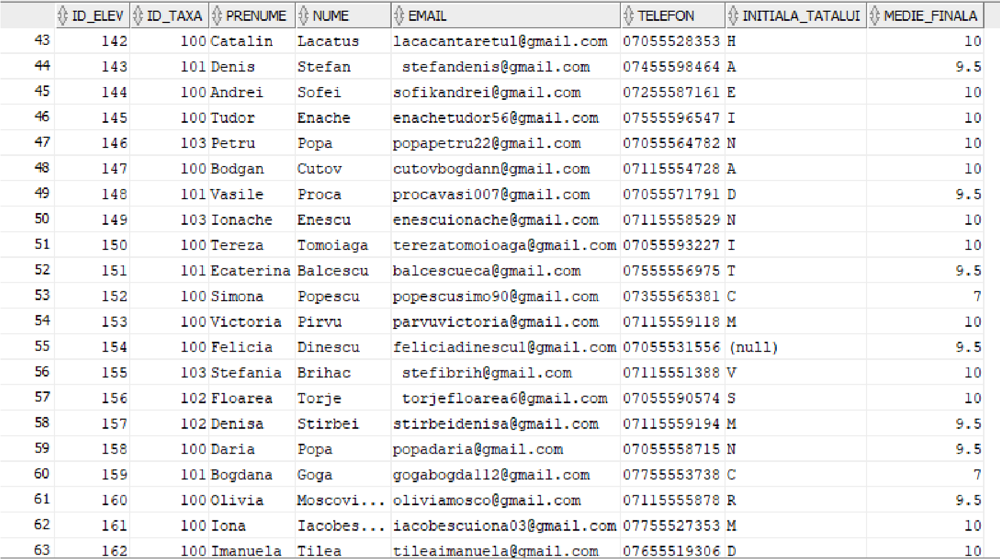 ID_ELEV ID_TAXA PRENUME NUME EMAIL TELEFON INITIALA_TATALUI MEDIE_FINALA
43 142 100 Catalin Lacatus lacacantaretul@gmail.com 07055528353 H 10
44 143 101 Denis Stefan stefandenis@gmail.com 07455598464 A 9.5
45 144 100 Andrei Sofei sofikandrei@gmail.com 07255587161 E 10
46 145 100 Tudor Enache enachetudor56@gmail.com 07555596547 I 10
47 146 103 Petru Popa popapetru22@gmail.com 07055564782 N 10
48 147 100 Bodgan Cutov cutovbogdann@gmail.com 07115554728 A 10
49 148 101 Vasile Proca procavasi007@gmail.com 07055571791 D 9.5
50 149 103 Ionache Enescu enescuionache@gmail.com 07115558529 N 10
51 150 100 Tereza Tomoiaga terezatomoioaga@gmail.com 07055593227 I 10
52 151 101 Ecaterina Balcescu balcescueca@gmail.com 07555556975 T 9.5
53 152 100 Simona Popescu popescusimo90@gmail.com 07355565381 C 7
54 153 100 Victoria Pirvu parvuvictoria@gmail.com 07115559118 M 10
55 154 100 Felicia Dinescu feliciadinescu1@gmail.com 07055531556 (null) 9.5
56 155 103 Stefania Brihac stefibrih@gmail.com 07115551388 V 10
57 156 102 Floarea Torje torjefloarea6@gmail.com 07055590574 S 10
58 157 102 Denisa Stirbei stirbeidenisa@gmail.com 07115559194 M 9.5
59 158 100 Daria Popa popadaria@gmail.com 07055558715 N 9.5
60 159 101 Bogdana Goga gogabogda112@gmail.com 07755553738 C 7
61 160 100 Olivia Moscovi... oliviamosco@gmail.com 07115555878 R 9.5
62 161 100 Iona Iacobes... iacobescuiona03@gmail.com 07755527353 M 10
63 162 100 Imanuela Tilea tileaimanuela@gmail.com 07655519306 D 10